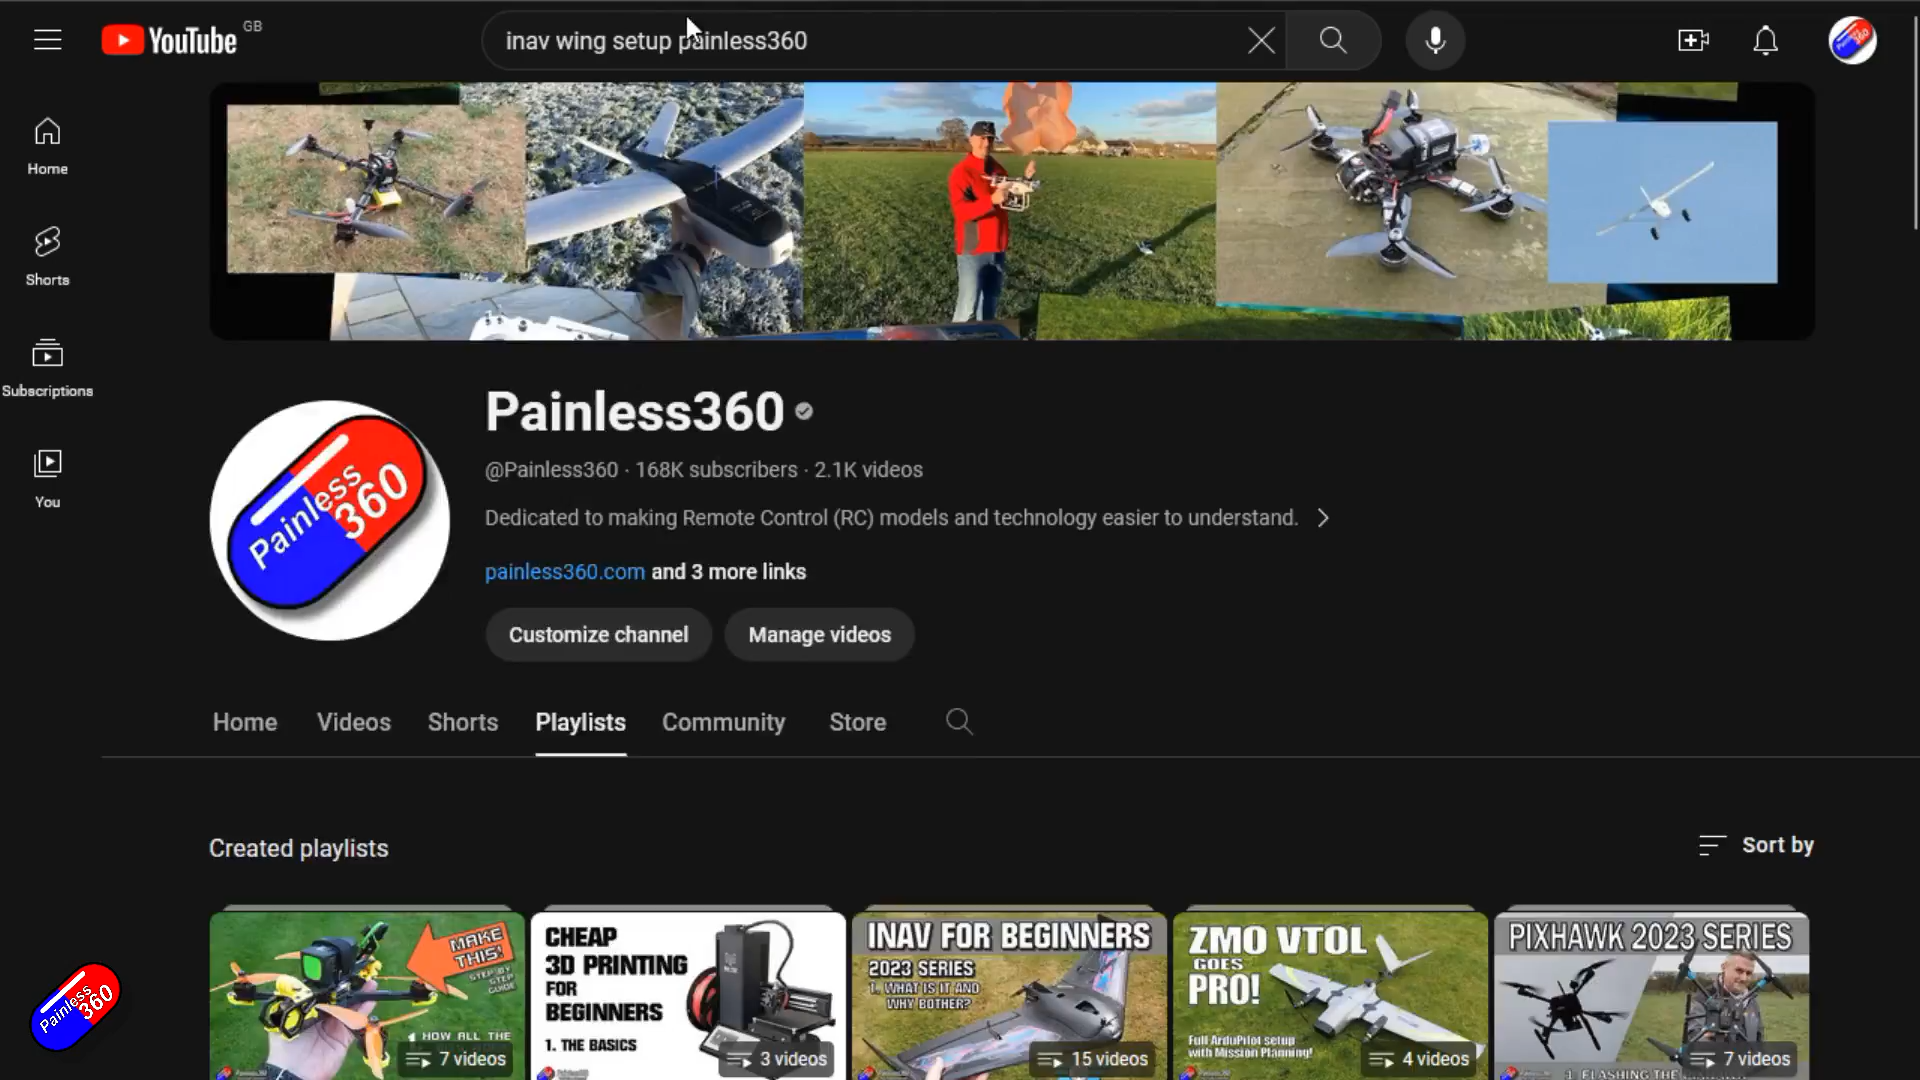 YouTube GB
inav wing setup painless360
Home
Shorts
Subscriptions
You
Painless360
@Painless360 · 168K subscribers · 2.1K videos
Dedicated to making Remote Control (RC) models and technology easier to understand.
painless360.com and 3 more links
Customize channel
Manage videos
Painless 360
Home
Videos
Shorts
Playlists
Community
Store
Created playlists
Sort by
MAKE
THIS!
STEP BY
STEP
GUIDE
1. HOW ALL THE
7 videos
CHEAP
3D PRINTING
FOR
BEGINNERS
1. THE BASICS
3 videos
INAV FOR BEGINNERS
2023 SERIES
1. WHAT IS IT AND
WHY BOTHER?
15 videos
ZMO VTOL
GOES
PRO!
Full ArduPilot setup
with Mission Planning!
4 videos
PIXHAWK 2023 SERIES
1. FLASHING THE
7 videos
Painless 360